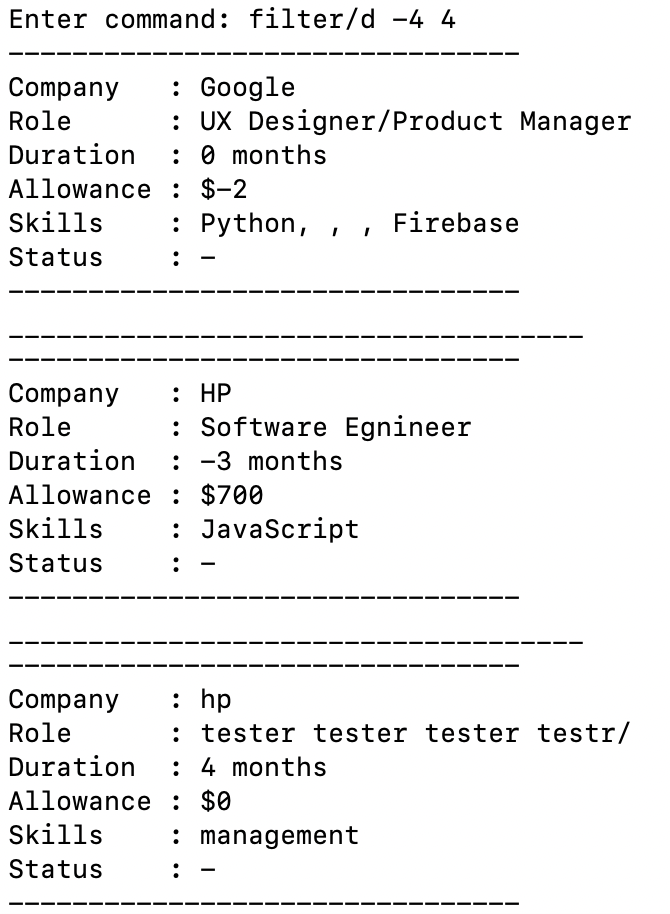 Enter command: filter/d -4 4
---------------------------------
Company   : Google
Role      : UX Designer/Product Manager
Duration  : 0 months
Allowance : $-2
Skills    : Python, , , Firebase
Status    : -
---------------------------------
____________________________________
---------------------------------
Company   : HP
Role      : Software Egnineer
Duration  : -3 months
Allowance : $700
Skills    : JavaScript
Status    : -
---------------------------------
____________________________________
---------------------------------
Company   : hp
Role      : tester tester tester testr/
Duration  : 4 months
Allowance : $0
Skills    : management
Status    : -
---------------------------------